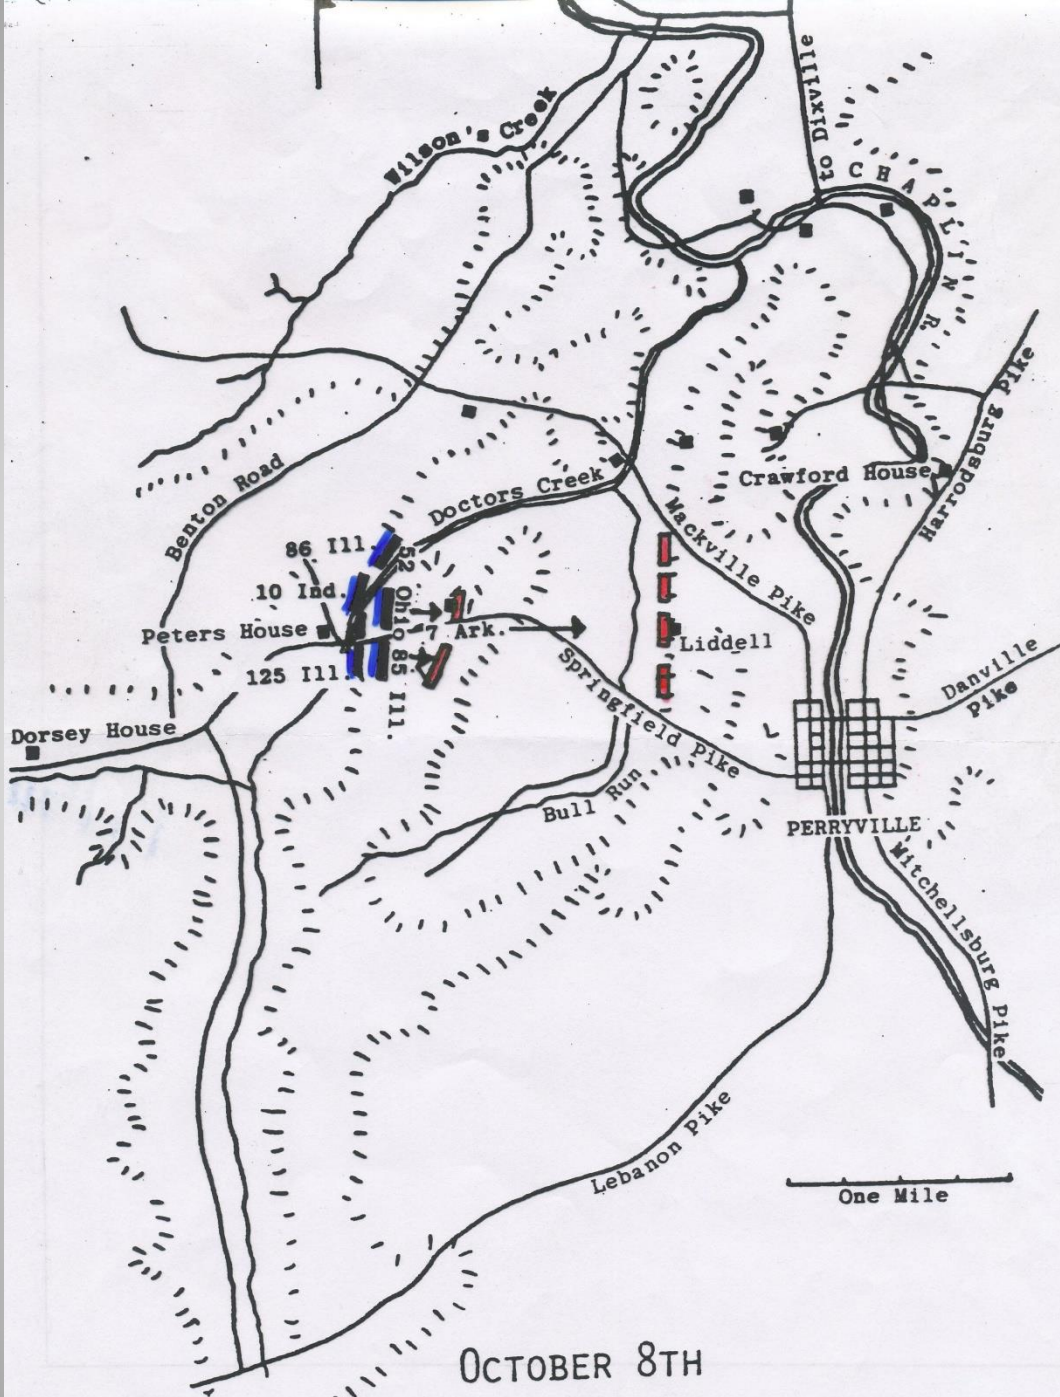 to Dixville
Wilson's Creek
CHAPLIN R.
Harrodsburg Pike
Benton Road
Crawford House
Doctors Creek
Mackville Pike
86 Ill.
52 Ohio
10 Ind.
Peters House
7 Ark.
Liddell
125 Ill.
85 Ill.
Springfield Pike
Danville
Pike
Dorsey House
Bull Run
PERRYVILLE
Mitchellsburg Pike
Lebanon Pike
One Mile
OCTOBER 8TH